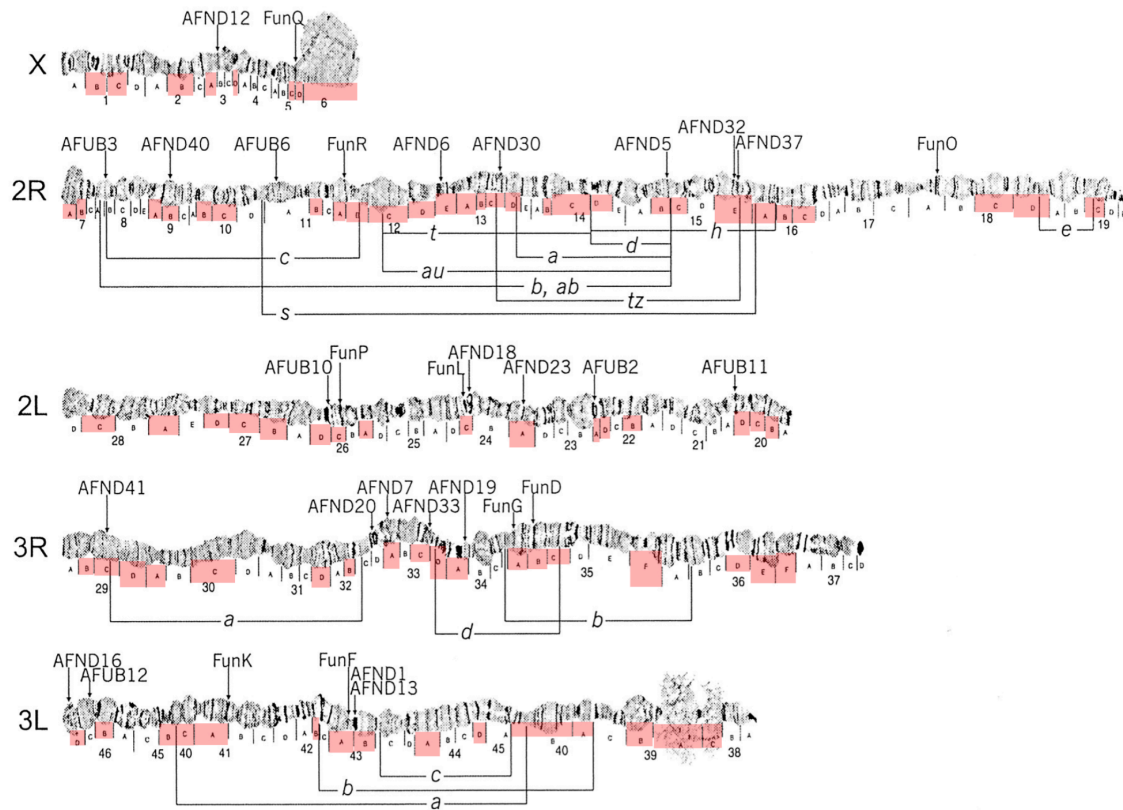 AFND12 FunQ
X
A B C D A B C A B C D A B C A B C D
1 2 3 4 5 6
AFND32
AFUB3 AFND40 AFUB6 FunR AFND6 AFND30 AFND5 AFND37 FunO
2R
7 8 9 10 11 12 13 14 15 16 17 18 19
t d h e
c a
au
b, ab tz
s
FunP AFND18
AFUB10 FunL AFND23 AFUB2 AFUB11
2L
D C B A E D C B A D C B A D C B A D C
28 27 26 25 24 23 22 21 20
AFND41 AFND7 AFND19 FunD
AFND20 AFND33 FunG
3R
A B C D A B C D A B C D A B C D A B C D A B C A B C D E F A B C D E F A B C D
29 30 31 32 33 34 35 36 37
a d b
AFND16 FunK FunF
AFUB12 AFND1
AFND13
3L
46 45 40 41 42 43 44 45 40 39 38
c
b
a